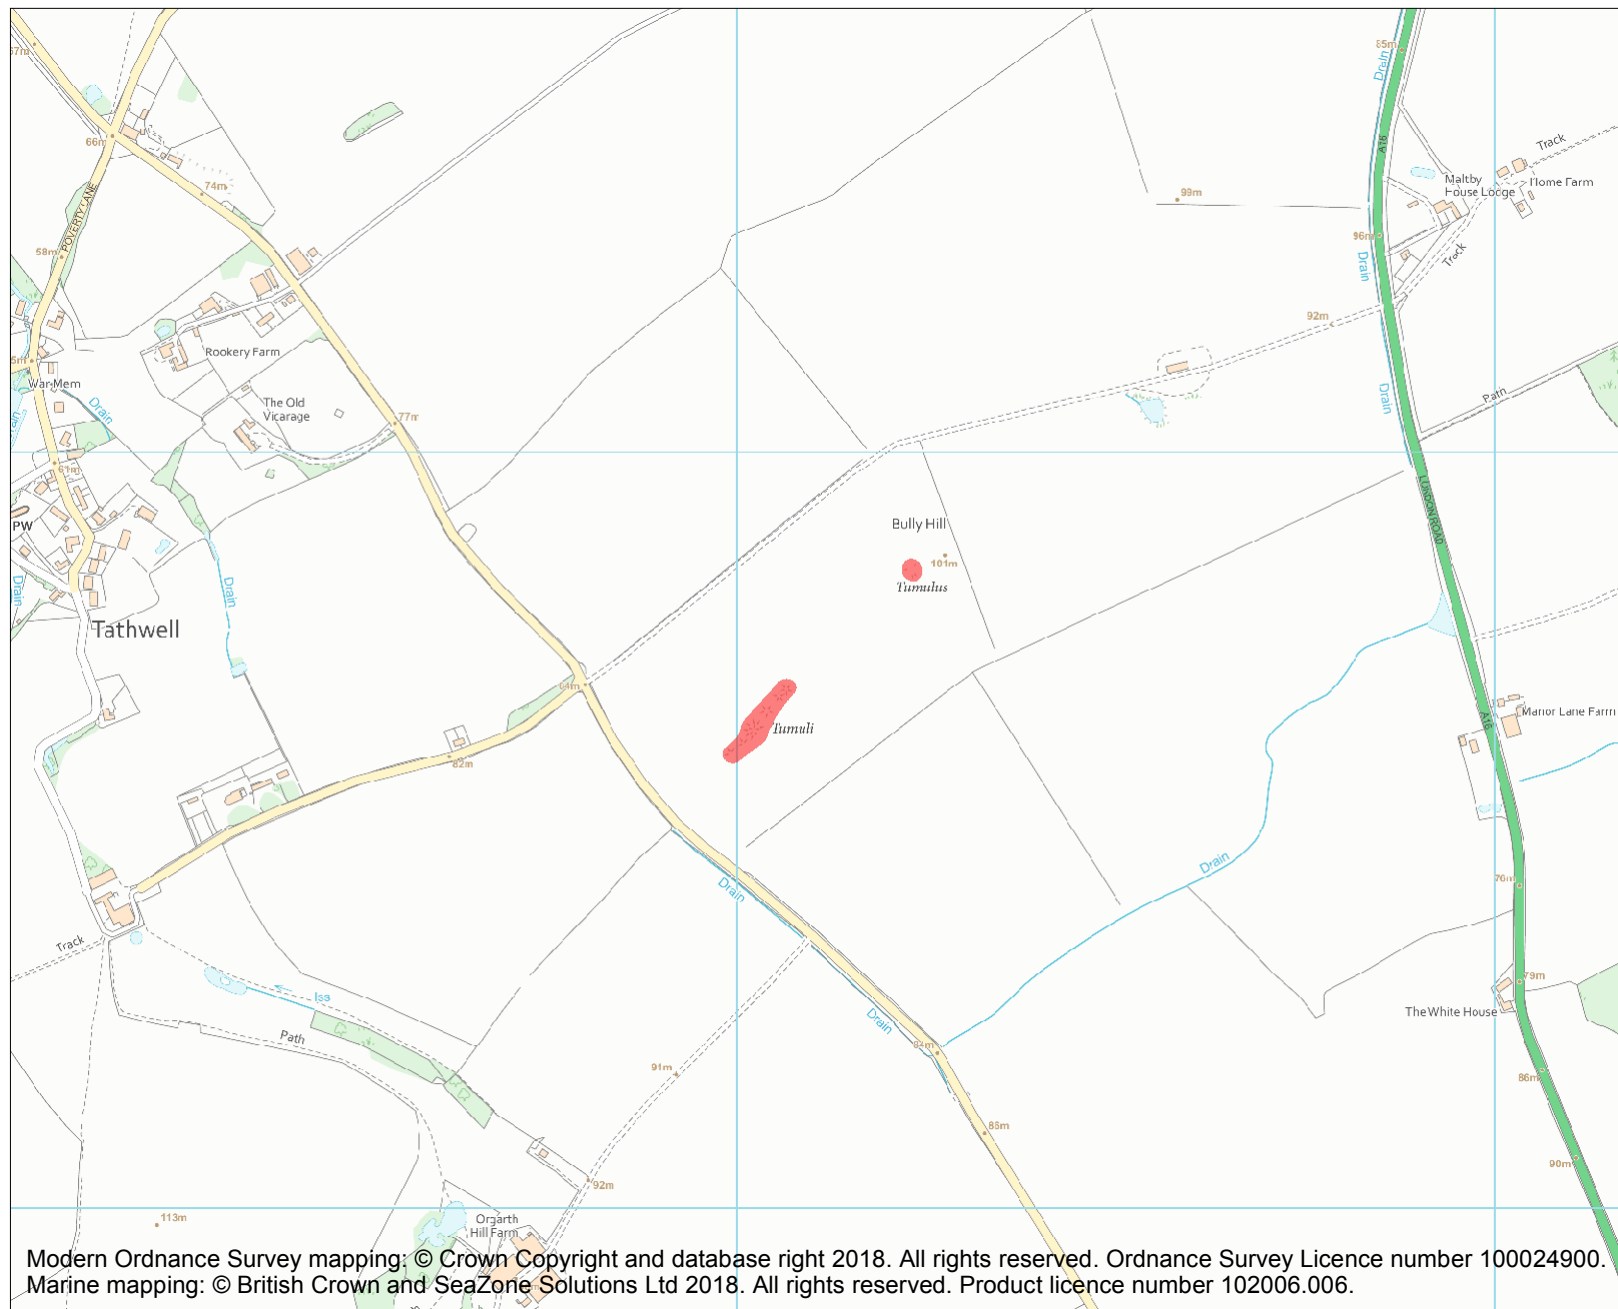 67m
85m
Drain
A16
66m
Track
Maltby
House Lodge
Home Farm
74m
99m
POVERTY LANE
58m
96m
Track
Drain
92m
Rookery Farm
5m
War Mem
Drain
The Old
Vicarage
77m
Drain
Path
61m
PW
LONDON ROAD
Bully Hill
101m
Tumulus
Drain
Drain
Tathwell
84m
Tumuli
A16
Manor Lane Farm
82m
Drain
Drain
76m
Track
79m
Iss
The White House
Drain
Path
84m
91m
86m
85m
90m
92m
113m
Orgarth
Hill Farm
Modern Ordnance Survey mapping: © Crown Copyright and database right 2018. All rights reserved. Ordnance Survey Licence number 100024900.
Marine mapping: © British Crown and SeaZone Solutions Ltd 2018. All rights reserved. Product licence number 102006.006.